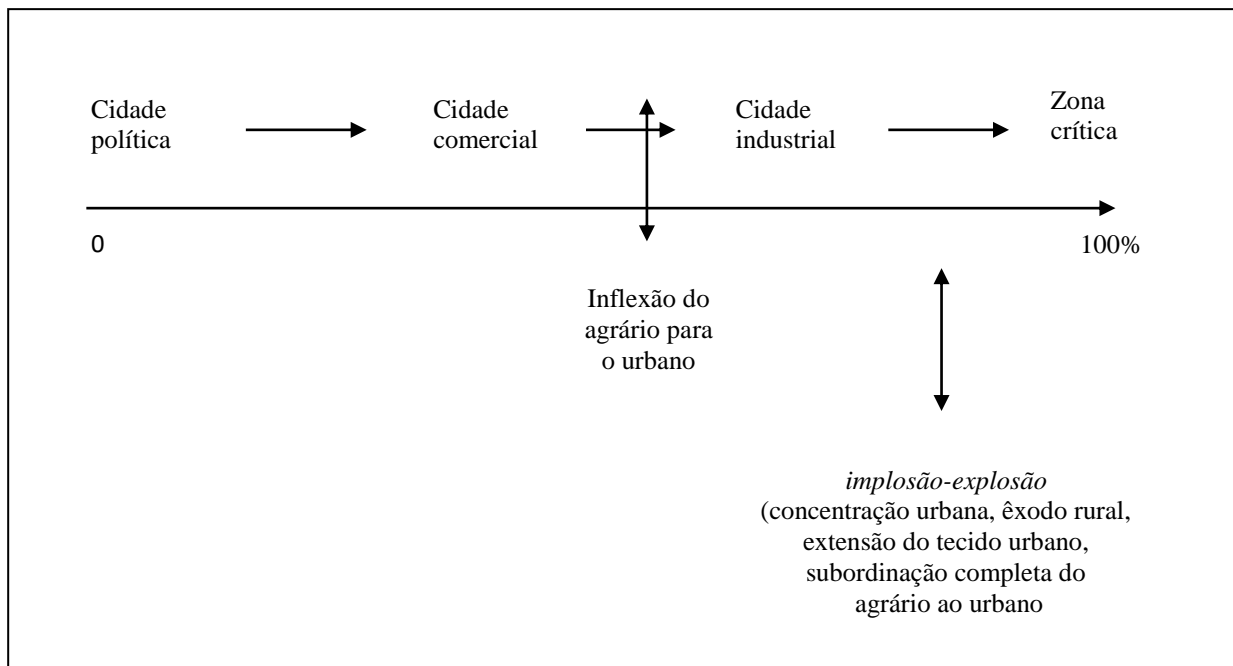 Cidade
política
Cidade
comercial
Cidade
industrial
Zona
crítica
0
100%
Inflexão do
agrário para
o urbano
implosão-explosão
(concentração urbana, êxodo rural,
extensão do tecido urbano,
subordinação completa do
agrário ao urbano